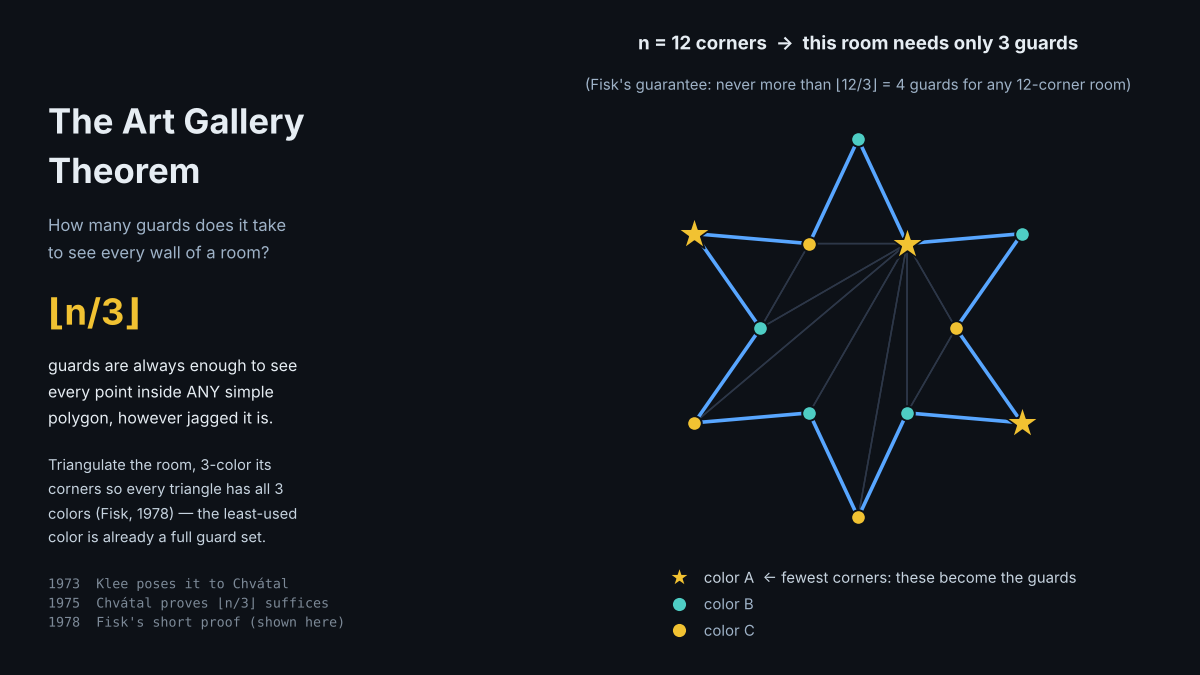 The Art Gallery
Theorem
How many guards does it take
to see every wall of a room?
⌊n/3⌋
guards are always enough to see
every point inside ANY simple
polygon, however jagged it is.
Triangulate the room, 3-color its
corners so every triangle has all 3
colors (Fisk, 1978) — the least-used
color is already a full guard set.
1973  Klee poses it to Chvátal
1975  Chvátal proves ⌊n/3⌋ suffices
1978  Fisk's short proof (shown here)
n = 12 corners → this room needs only 3 guards
(Fisk's guarantee: never more than ⌊12/3⌋ = 4 guards for any 12-corner room)
color A ← fewest corners: these become the guards
color B
color C